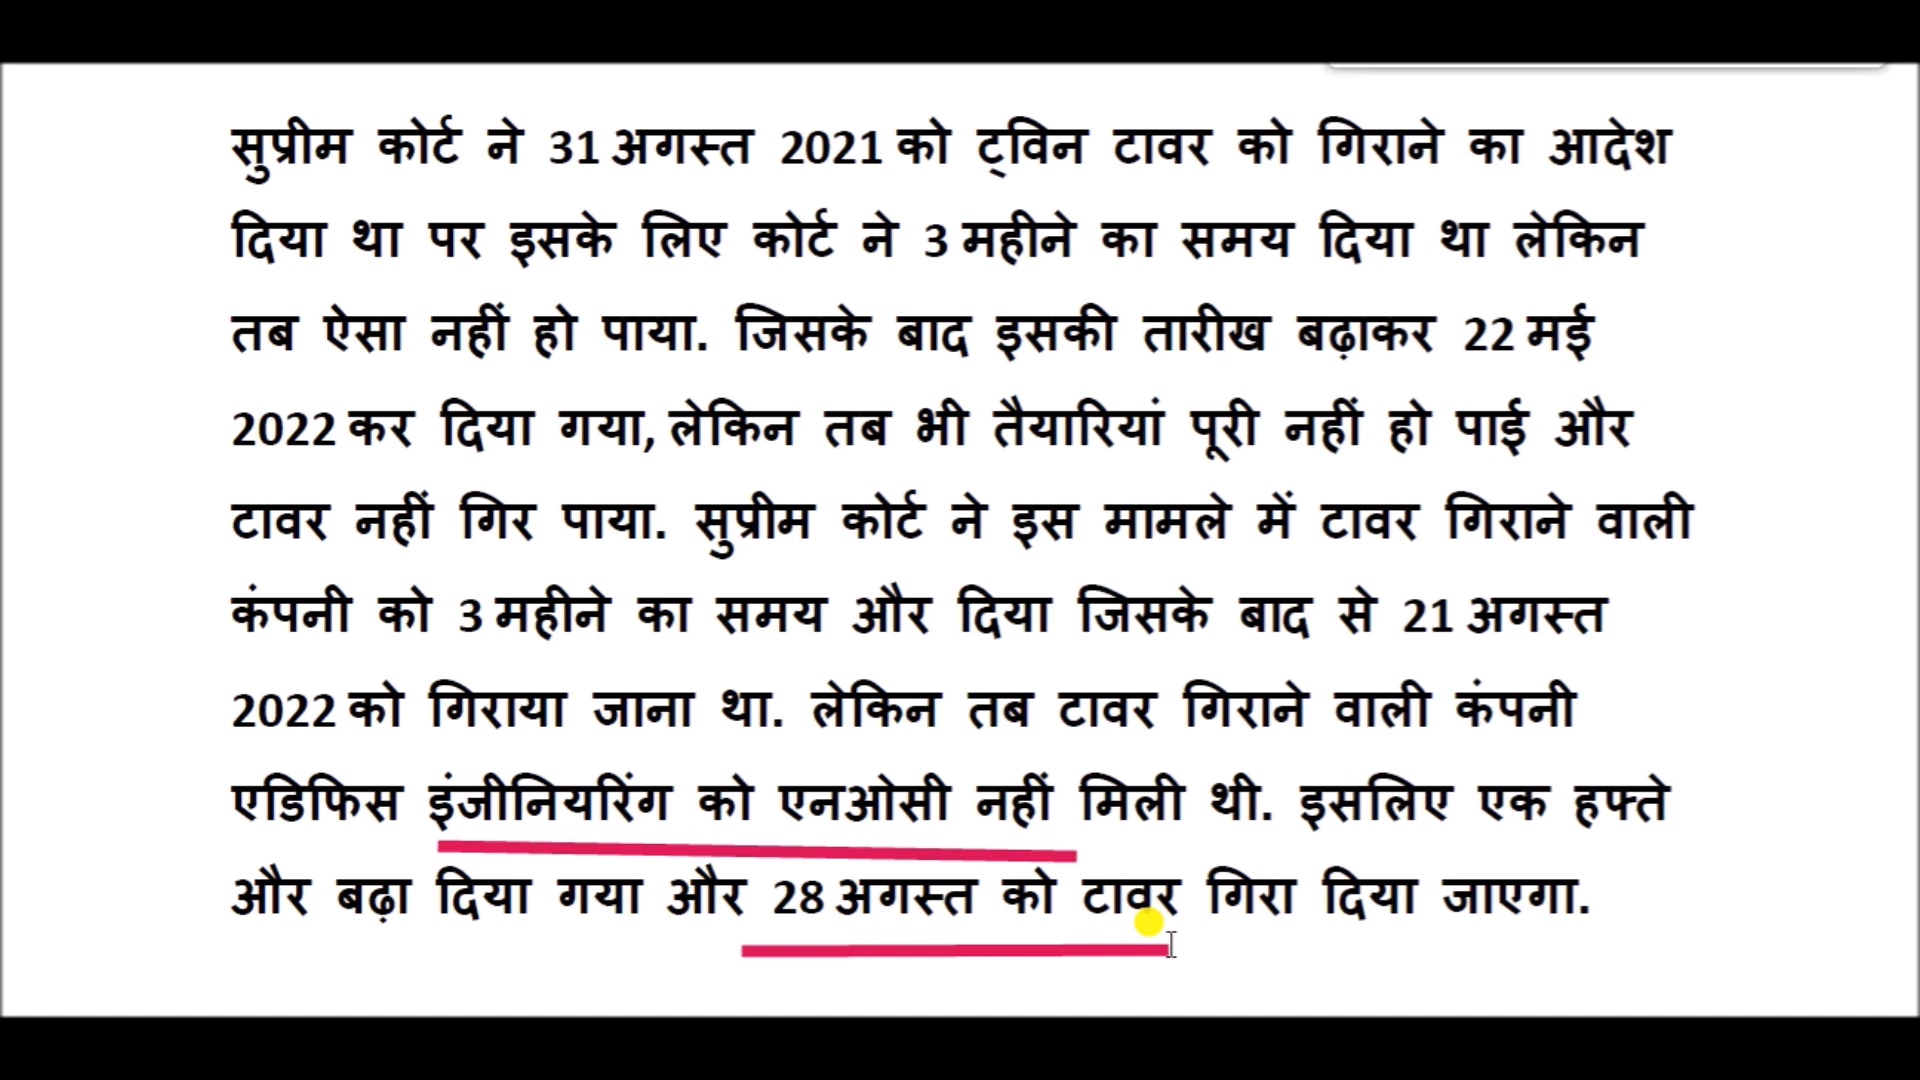 सुप्रीम कोर्ट ने 31 अगस्त 2021 को ट्विन टावर को गिराने का आदेश
दिया था पर इसके लिए कोर्ट ने 3 महीने का समय दिया था लेकिन
तब ऐसा नहीं हो पाया. जिसके बाद इसकी तारीख बढ़ाकर 22 मई
2022 कर दिया गया, लेकिन तब भी तैयारियां पूरी नहीं हो पाई और
टावर नहीं गिर पाया. सुप्रीम कोर्ट ने इस मामले में टावर गिराने वाली
कंपनी को 3 महीने का समय और दिया जिसके बाद से 21 अगस्त
2022 को गिराया जाना था. लेकिन तब टावर गिराने वाली कंपनी
एडिफिस इंजीनियरिंग को एनओसी नहीं मिली थी. इसलिए एक हफ्ते
और बढ़ा दिया गया और 28 अगस्त को टावर गिरा दिया जाएगा.